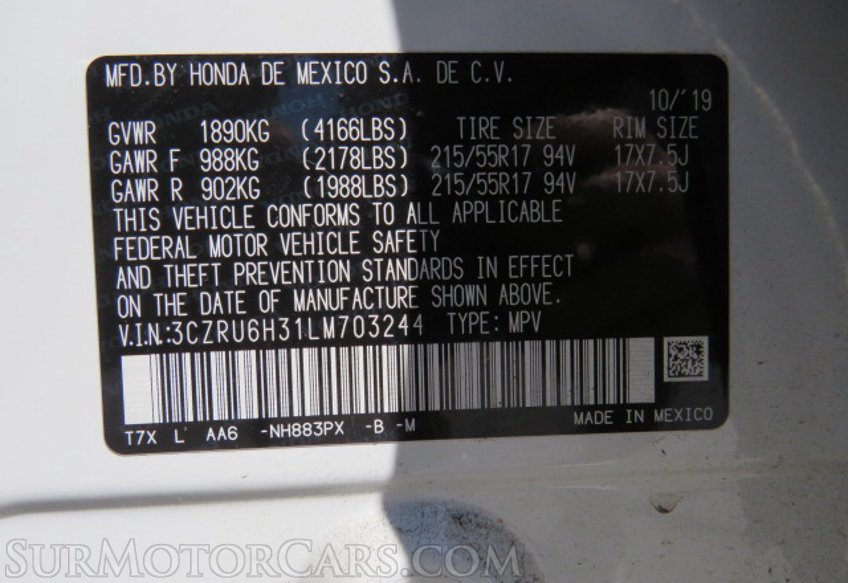 MFD.BY HONDA DE MEXICO S.A. DE C.V.
10/'19
GVWR 1890KG (4166LBS) TIRE SIZE RIM SIZE
GAWR F 988KG (2178LBS) 215/55R17 94V 17X7.5J
GAWR R 902KG (1988LBS) 215/55R17 94V 17X7.5J
THIS VEHICLE CONFORMS TO ALL APPLICABLE
FEDERAL MOTOR VEHICLE SAFETY
AND THEFT PREVENTION STANDARDS IN EFFECT
ON THE DATE OF MANUFACTURE SHOWN ABOVE.
V.I.N.:3CZRU6H31LM703244 TYPE: MPV
T7X L AA6 -NH883PX -B -M MADE IN MEXICO
SurMotorCars.com